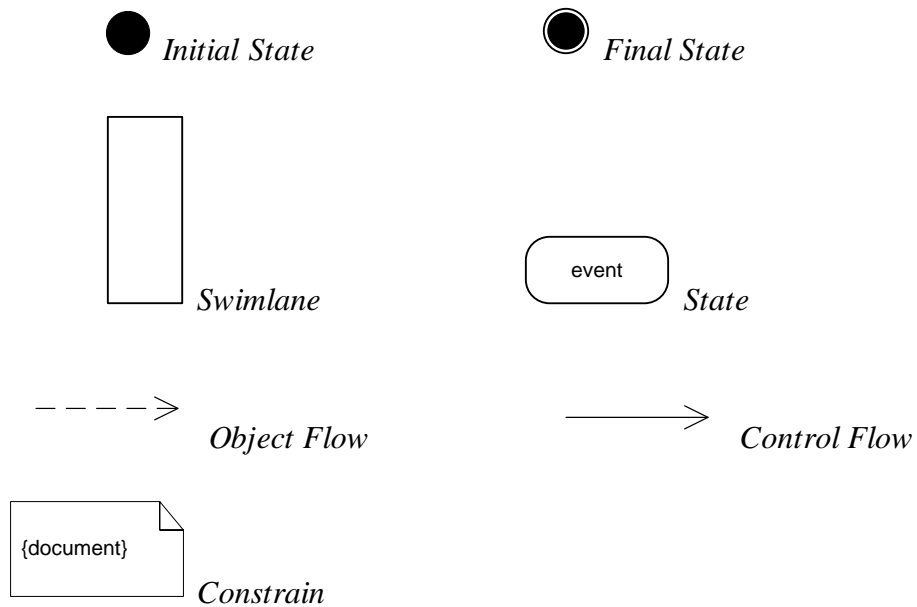 Initial State
Final State
Swimlane
event
State
Object Flow
Control Flow
{document}
Constrain